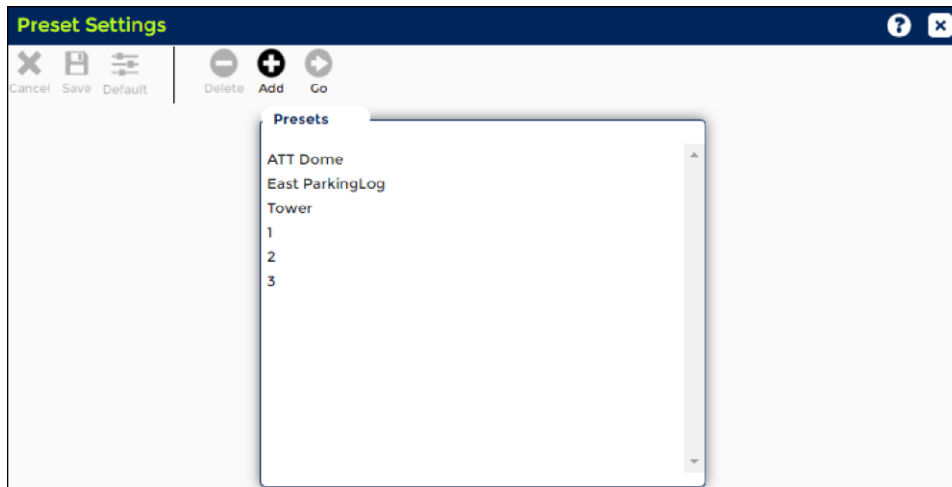 Preset Settings
Cancel Save Default Delete Add Go
Presets
ATT Dome
East ParkingLog
Tower
1
2
3